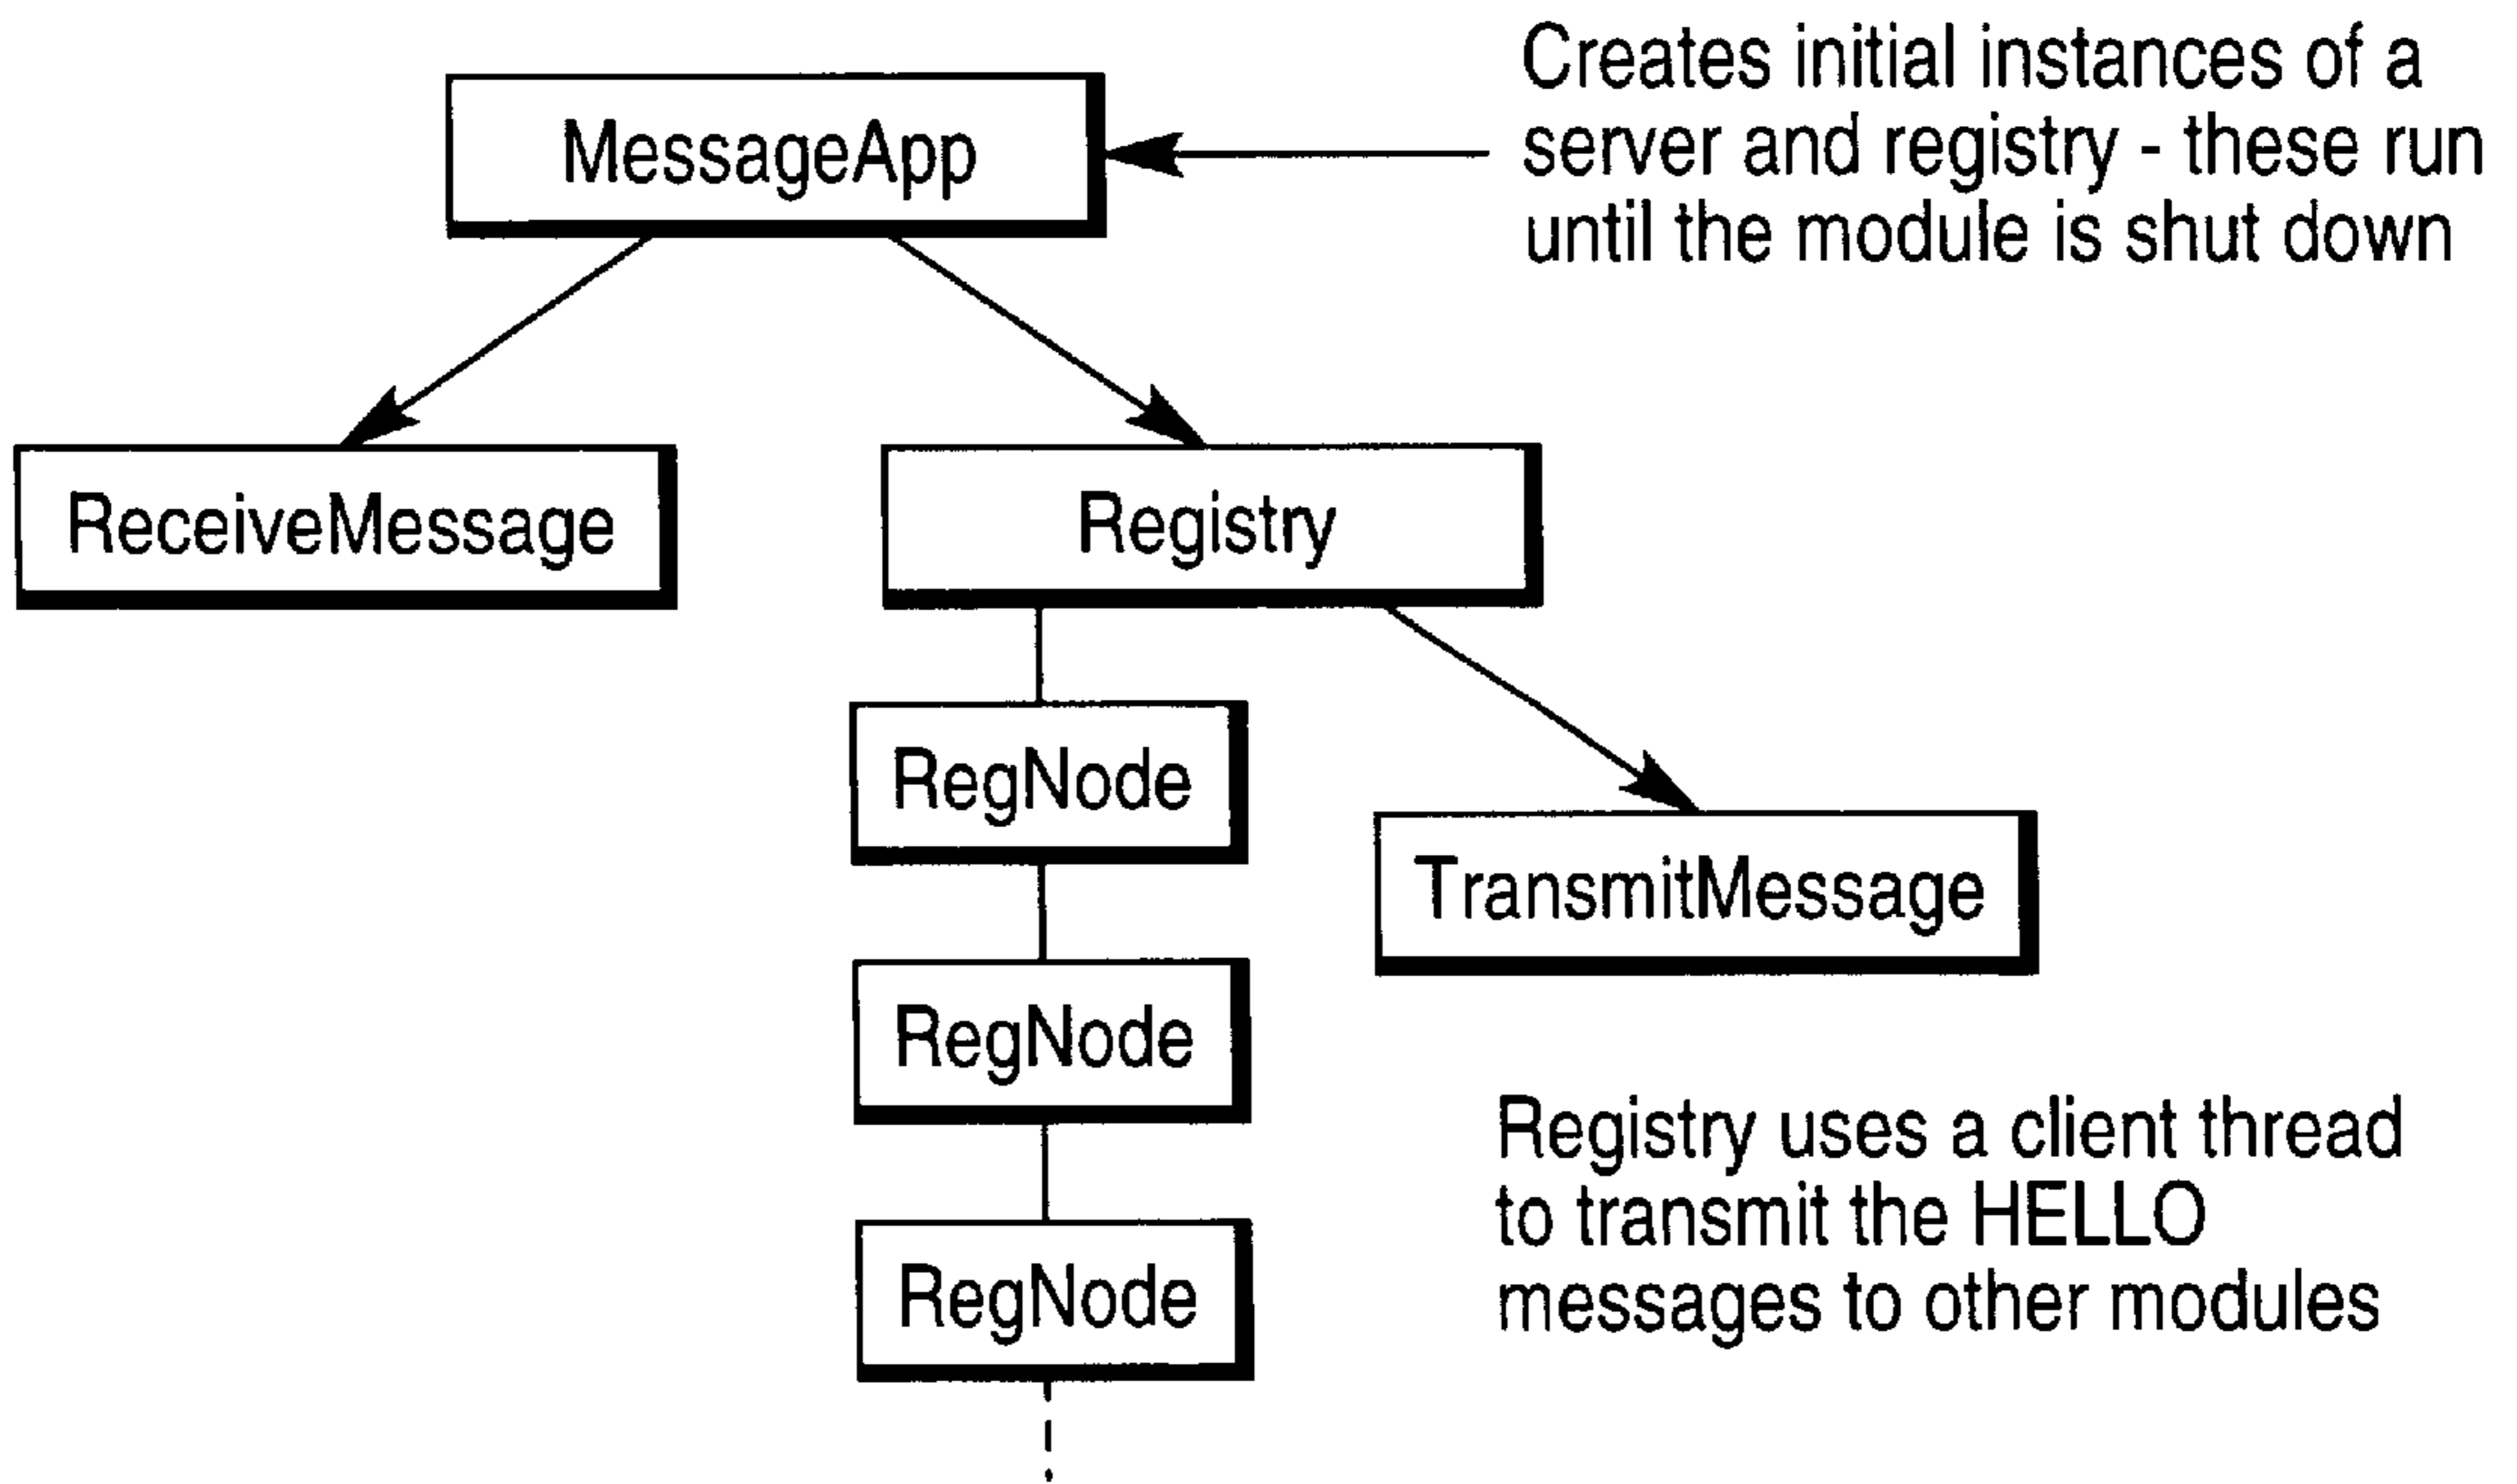 MessageApp
Creates initial instances of a
server and registry - these run
until the module is shut down
ReceiveMessage
Registry
RegNode
TransmitMessage
RegNode
RegNode
Registry uses a client thread
to transmit the HELLO
messages to other modules